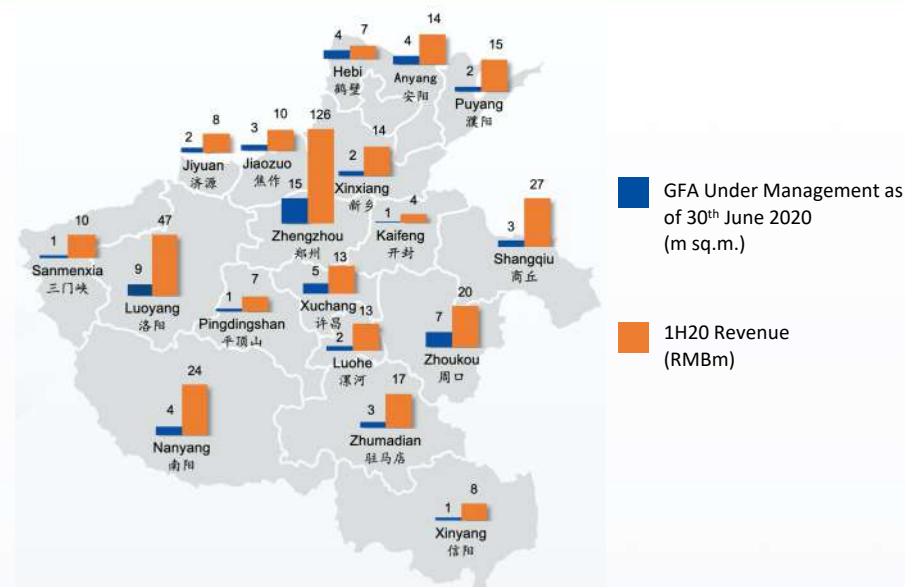 4 7
Hebi
鹤壁
4 14
Anyang
安阳
2 15
Puyang
濮阳
2 8
Jiyuan
济源
3 10
Jiaozuo
焦作
15 126
Zhengzhou
郑州
2 14
Xinxiang
新乡
1 4
Kaifeng
开封
3 27
Shangqiu
商丘
1 10
Sanmenxia
三门峡
9 47
Luoyang
洛阳
1 7
Pingdingshan
平顶山
5 13
Xuchang
许昌
2 13
Luohe
漯河
7 20
Zhoukou
周口
4 24
Nanyang
南阳
3 17
Zhumadian
驻马店
1 8
Xinyang
信阳
GFA Under Management as
of 30th June 2020
(m sq.m.)
1H20 Revenue
(RMBm)